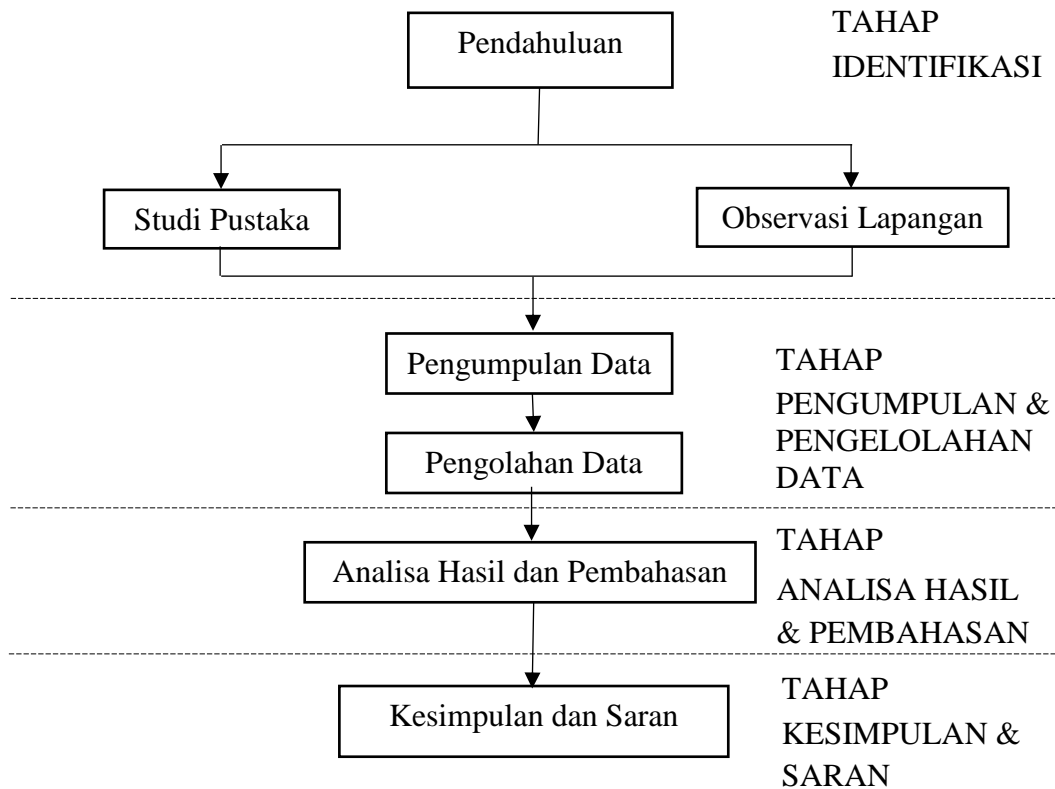 Pendahuluan
TAHAP
IDENTIFIKASI
Studi Pustaka
Observasi Lapangan
Pengumpulan Data
Pengolahan Data
TAHAP
PENGUMPULAN &
PENGELOLAHAN
DATA
Analisa Hasil dan Pembahasan
TAHAP
ANALISA HASIL
& PEMBAHASAN
Kesimpulan dan Saran
TAHAP
KESIMPULAN &
SARAN